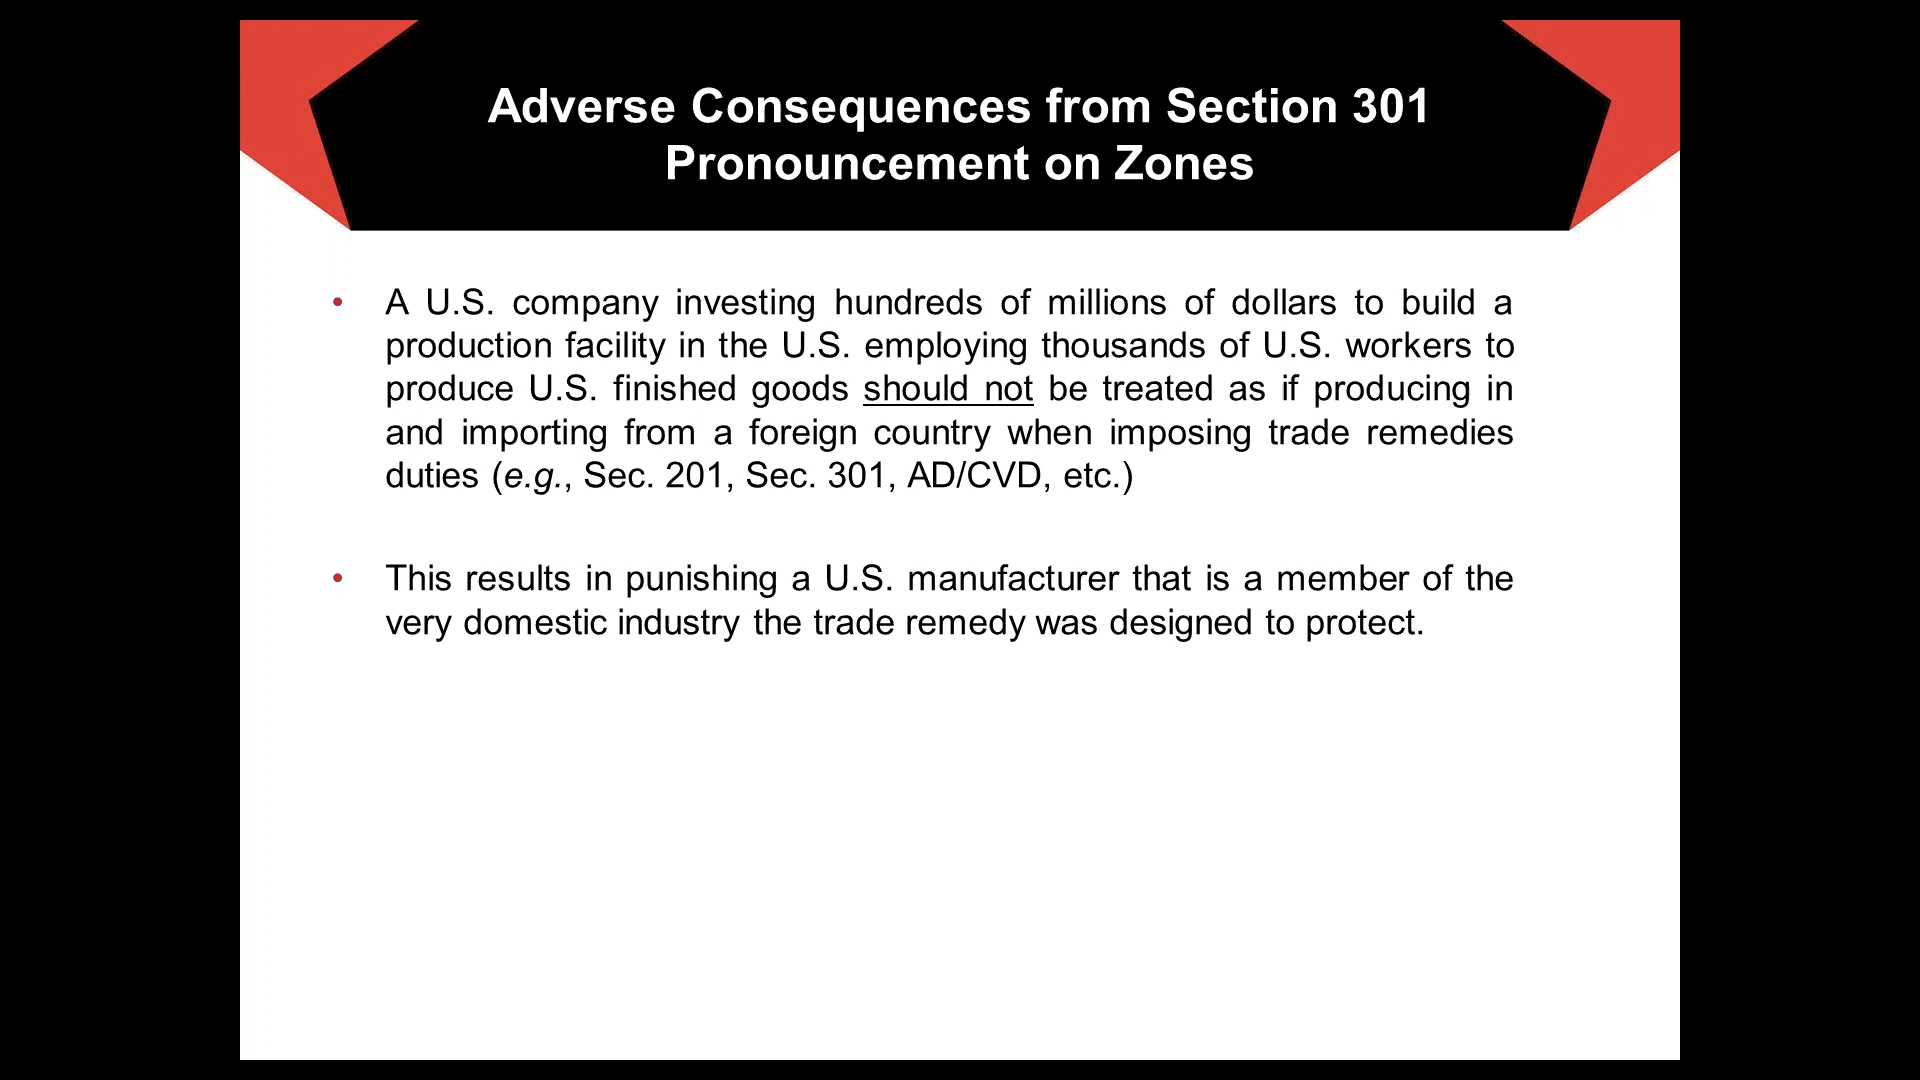 Adverse Consequences from Section 301
Pronouncement on Zones
• A U.S. company investing hundreds of millions of dollars to build a
production facility in the U.S. employing thousands of U.S. workers to
produce U.S. finished goods should not be treated as if producing in
and importing from a foreign country when imposing trade remedies
duties (e.g., Sec. 201, Sec. 301, AD/CVD, etc.)
• This results in punishing a U.S. manufacturer that is a member of the
very domestic industry the trade remedy was designed to protect.